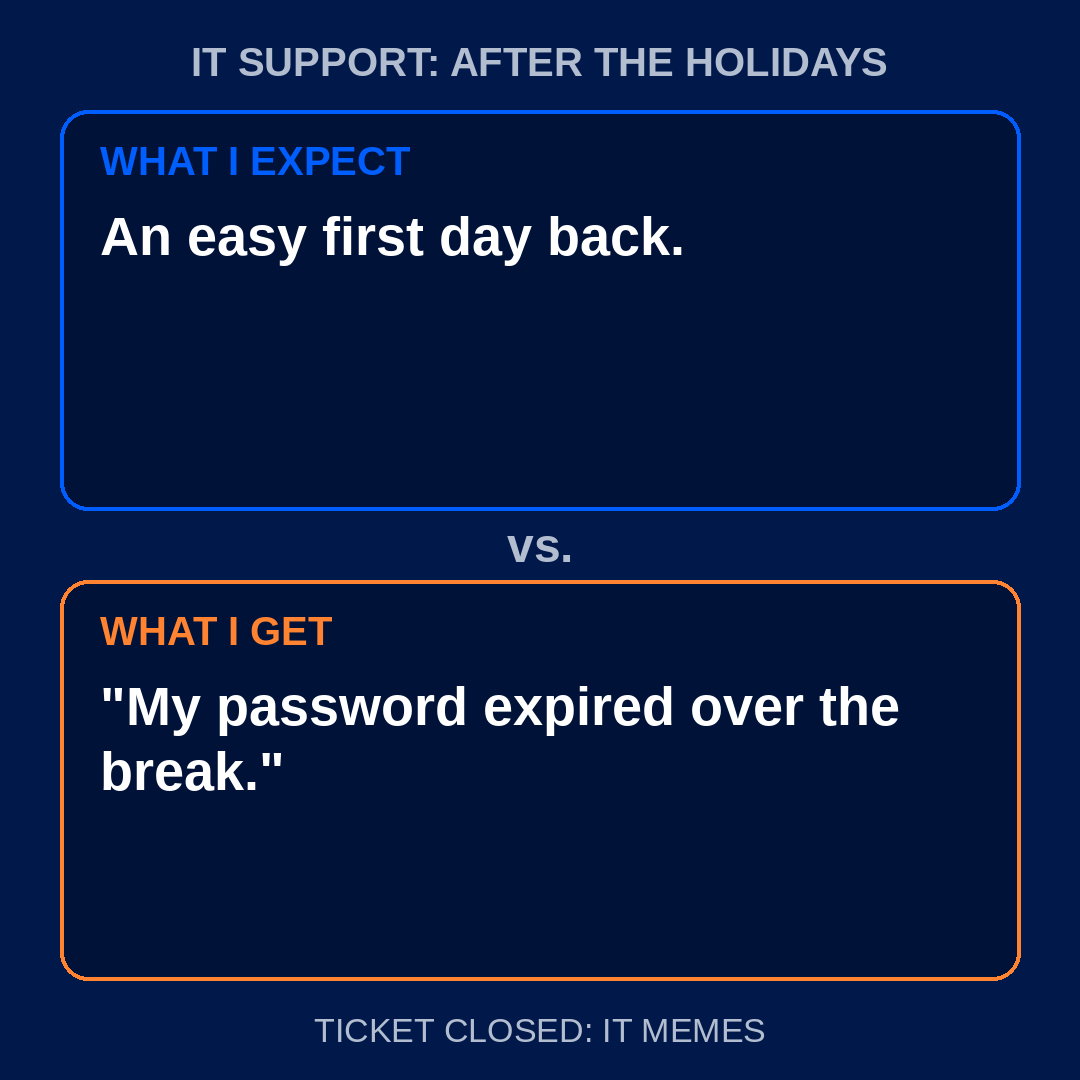 IT SUPPORT: AFTER THE HOLIDAYS
WHAT I EXPECT
An easy first day back.
vs.
WHAT I GET
"My password expired over the
break."
TICKET CLOSED: IT MEMES